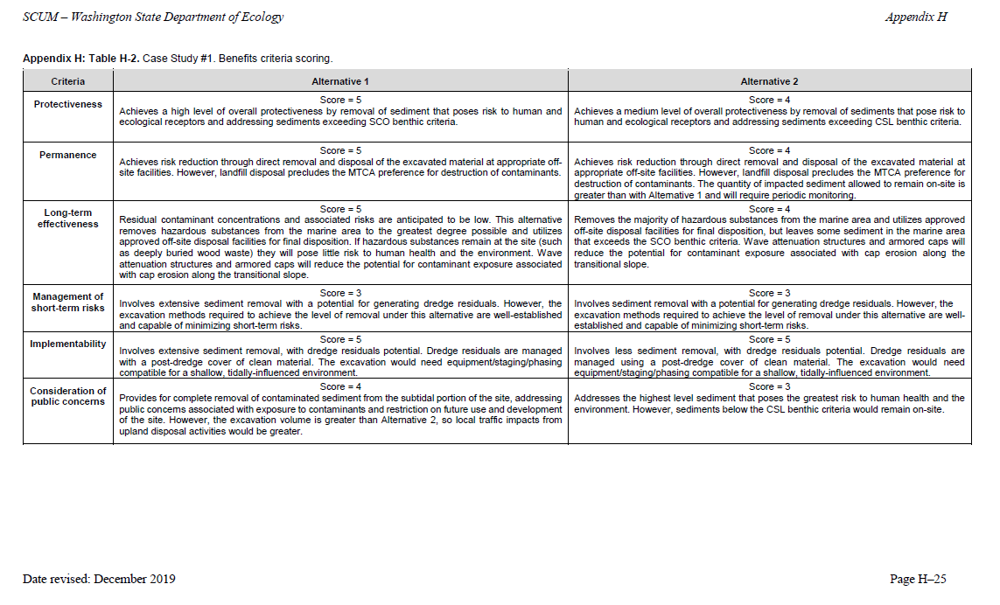 SCUM – Washington State Department of Ecology
Appendix H
Appendix H: Table H-2. Case Study #1. Benefits criteria scoring.
Criteria
Alternative 1
Alternative 2
Protectiveness
Score = 5
Achieves a high level of overall protectiveness by removal of sediment that poses risk to human and
ecological receptors and addressing sediments exceeding SCO benthic criteria.
Score = 4
Achieves a medium level of overall protectiveness by removal of sediments that pose risk to
human and ecological receptors and addressing sediments exceeding CSL benthic criteria.
Permanence
Score = 5
Achieves risk reduction through direct removal and disposal of the excavated material at appropriate off-
site facilities. However, landfill disposal precludes the MTCA preference for destruction of contaminants.
Score = 4
Achieves risk reduction through direct removal and disposal of the excavated material at
appropriate off-site facilities. However, landfill disposal precludes the MTCA preference for
destruction of contaminants. The quantity of impacted sediment allowed to remain on-site is
greater than with Alternative 1 and will require periodic monitoring.
Long-term
effectiveness
Score = 5
Residual contaminant concentrations and associated risks are anticipated to be low. This alternative
removes hazardous substances from the marine area to the greatest degree possible and utilizes
approved off-site disposal facilities for final disposition. If hazardous substances remain at the site (such
as deeply buried wood waste) they will pose little risk to human health and the environment. Wave
attenuation structures and armored caps will reduce the potential for contaminant exposure associated
with cap erosion along the transitional slope.
Score = 4
Removes the majority of hazardous substances from the marine area and utilizes approved
off-site disposal facilities for final disposition, but leaves some sediment in the marine area
that exceeds the SCO benthic criteria. Wave attenuation structures and armored caps will
reduce the potential for contaminant exposure associated with cap erosion along the
transitional slope.
Management of
short-term risks
Score = 3
Involves extensive sediment removal with a potential for generating dredge residuals. However, the
excavation methods required to achieve the level of removal under this alternative are well-established
and capable of minimizing short-term risks.
Score = 3
Involves sediment removal with a potential for generating dredge residuals. However, the
excavation methods required to achieve the level of removal under this alternative are well-
established and capable of minimizing short-term risks.
Implementability
Score = 5
Involves extensive sediment removal, with dredge residuals potential. Dredge residuals are managed
with a post-dredge cover of clean material. The excavation would need equipment/staging/phasing
compatible for a shallow, tidally-influenced environment.
Score = 5
Involves less sediment removal, with dredge residuals potential. Dredge residuals are
managed using a post-dredge cover of clean material. The excavation would need
equipment/staging/phasing compatible for a shallow, tidally-influenced environment.
Consideration of
public concerns
Score = 4
Provides for complete removal of contaminated sediment from the subtidal portion of the site, addressing
public concerns associated with exposure to contaminants and restriction on future use and development
of the site. However, the excavation volume is greater than Alternative 2, so local traffic impacts from
upland disposal activities would be greater.
Score = 3
Addresses the highest level sediment that poses the greatest risk to human health and the
environment. However, sediments below the CSL benthic criteria would remain on-site.
Date revised: December 2019
Page H–25